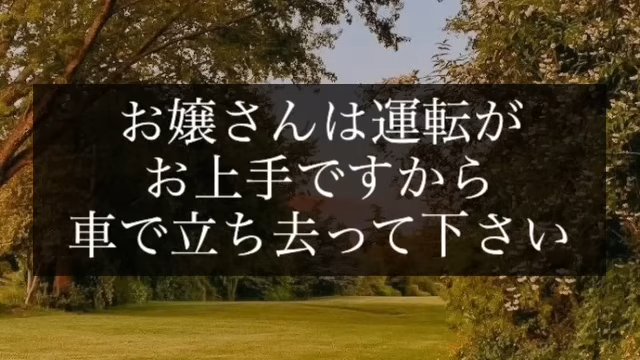 お嬢さんは運転が
お上手ですから
車で立ち去って下さい